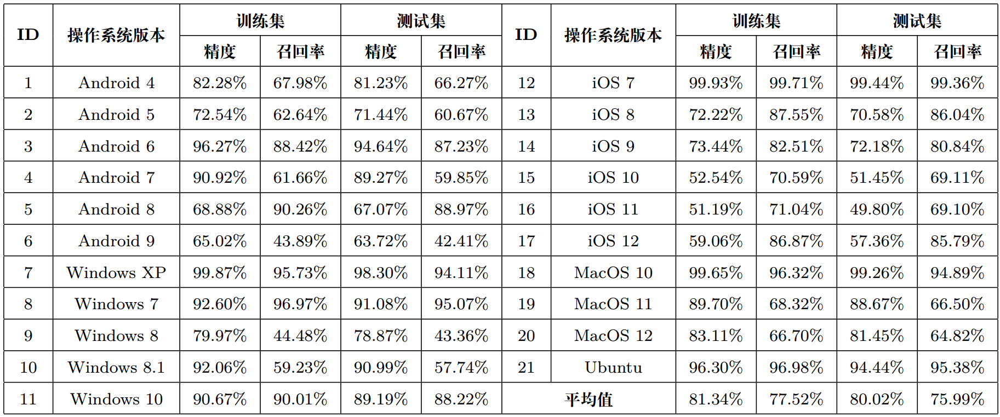 ID 操作系统版本 训练集 测试集 ID 操作系统版本 训练集 测试集
精度 召回率 精度 召回率 精度 召回率 精度 召回率
1 Android 4 82.28% 67.98% 81.23% 66.27% 12 iOS 7 99.93% 99.71% 99.44% 99.36%
2 Android 5 72.54% 62.64% 71.44% 60.67% 13 iOS 8 72.22% 87.55% 70.58% 86.04%
3 Android 6 96.27% 88.42% 94.64% 87.23% 14 iOS 9 73.44% 82.51% 72.18% 80.84%
4 Android 7 90.92% 61.66% 89.27% 59.85% 15 iOS 10 52.54% 70.59% 51.45% 69.11%
5 Android 8 68.88% 90.26% 67.07% 88.97% 16 iOS 11 51.19% 71.04% 49.80% 69.10%
6 Android 9 65.02% 43.89% 63.72% 42.41% 17 iOS 12 59.06% 86.87% 57.36% 85.79%
7 Windows XP 99.87% 95.73% 98.30% 94.11% 18 MacOS 10 99.65% 96.32% 99.26% 94.89%
8 Windows 7 92.60% 96.97% 91.08% 95.07% 19 MacOS 11 89.70% 68.32% 88.67% 66.50%
9 Windows 8 79.97% 44.48% 78.87% 43.36% 20 MacOS 12 83.11% 66.70% 81.45% 64.82%
10 Windows 8.1 92.06% 59.23% 90.99% 57.74% 21 Ubuntu 96.30% 96.98% 94.44% 95.38%
11 Windows 10 90.67% 90.01% 89.19% 88.22% 平均值 81.34% 77.52% 80.02% 75.99%